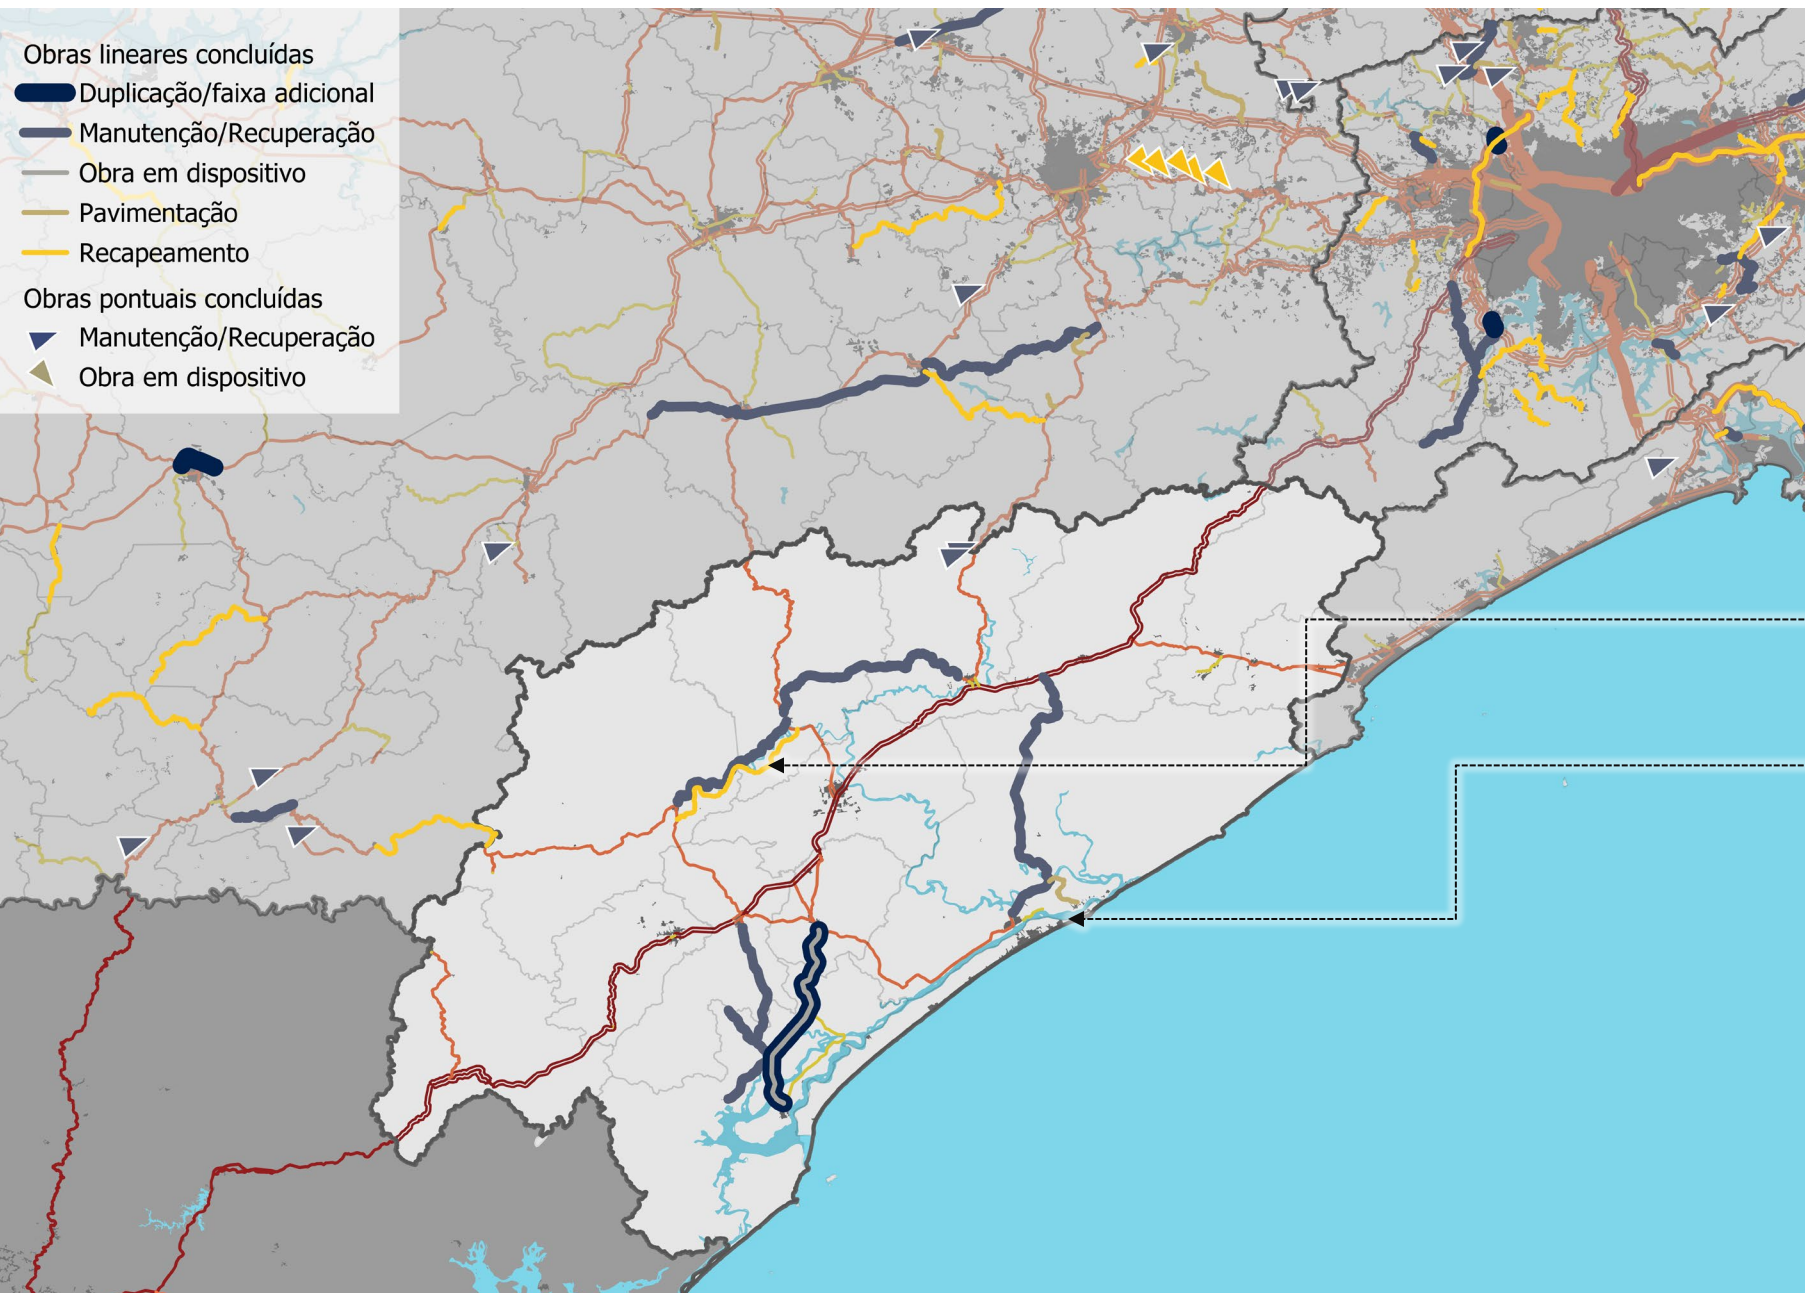 Obras lineares concluídas
Duplicação/faixa adicional
Manutenção/Recuperação
Obra em dispositivo
Pavimentação
Recapeamento
Obras pontuais concluídas
Manutenção/Recuperação
Obra em dispositivo